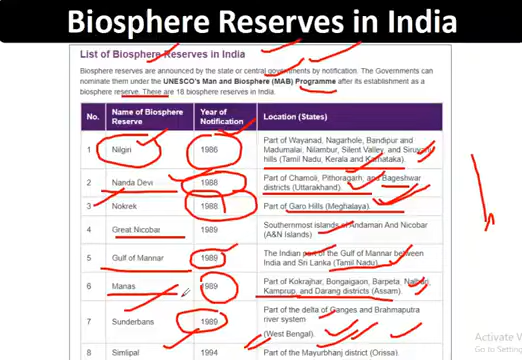 Biosphere Reserves in India
List of Biosphere Reserves in India
Biosphere reserves are announced by the state or central governments by notification. The Governments can
nominate them under the UNESCO's Man and Biosphere (MAB) Programme after its establishment as a
biosphere reserve. There are 18 biosphere reserves in India.
No. Name of Biosphere Reserve Year of Notification Location (States)
1 Nilgiri 1986 Part of Wayanad, Nagarhole, Bandipur and
Madumalai, Nilambur, Silent Valley, and Siruvani
hills (Tamil Nadu, Kerala and Karnataka)
2 Nanda Devi 1988 Part of Chamoli, Pithoragarh, and Bageshwar
districts (Uttarakhand)
3 Nokrek 1988 Part of Garo Hills (Meghalaya)
4 Great Nicobar 1989 Southernmost islands of Andaman And Nicobar
(A&N Islands)
5 Gulf of Mannar 1989 The Indian part of the Gulf of Mannar between
India and Sri Lanka (Tamil Nadu)
6 Manas 1989 Part of Kokrajhar, Bongaigaon, Barpeta, Nalbari,
Kamprup, and Darang districts (Assam)
7 Sunderbans 1989 Part of the delta of Ganges and Brahmaputra
river system
(West Bengal)
8 Simlipal 1994 Part of the Mayurbhanj district (Orissa)
Activate
Go to Setting